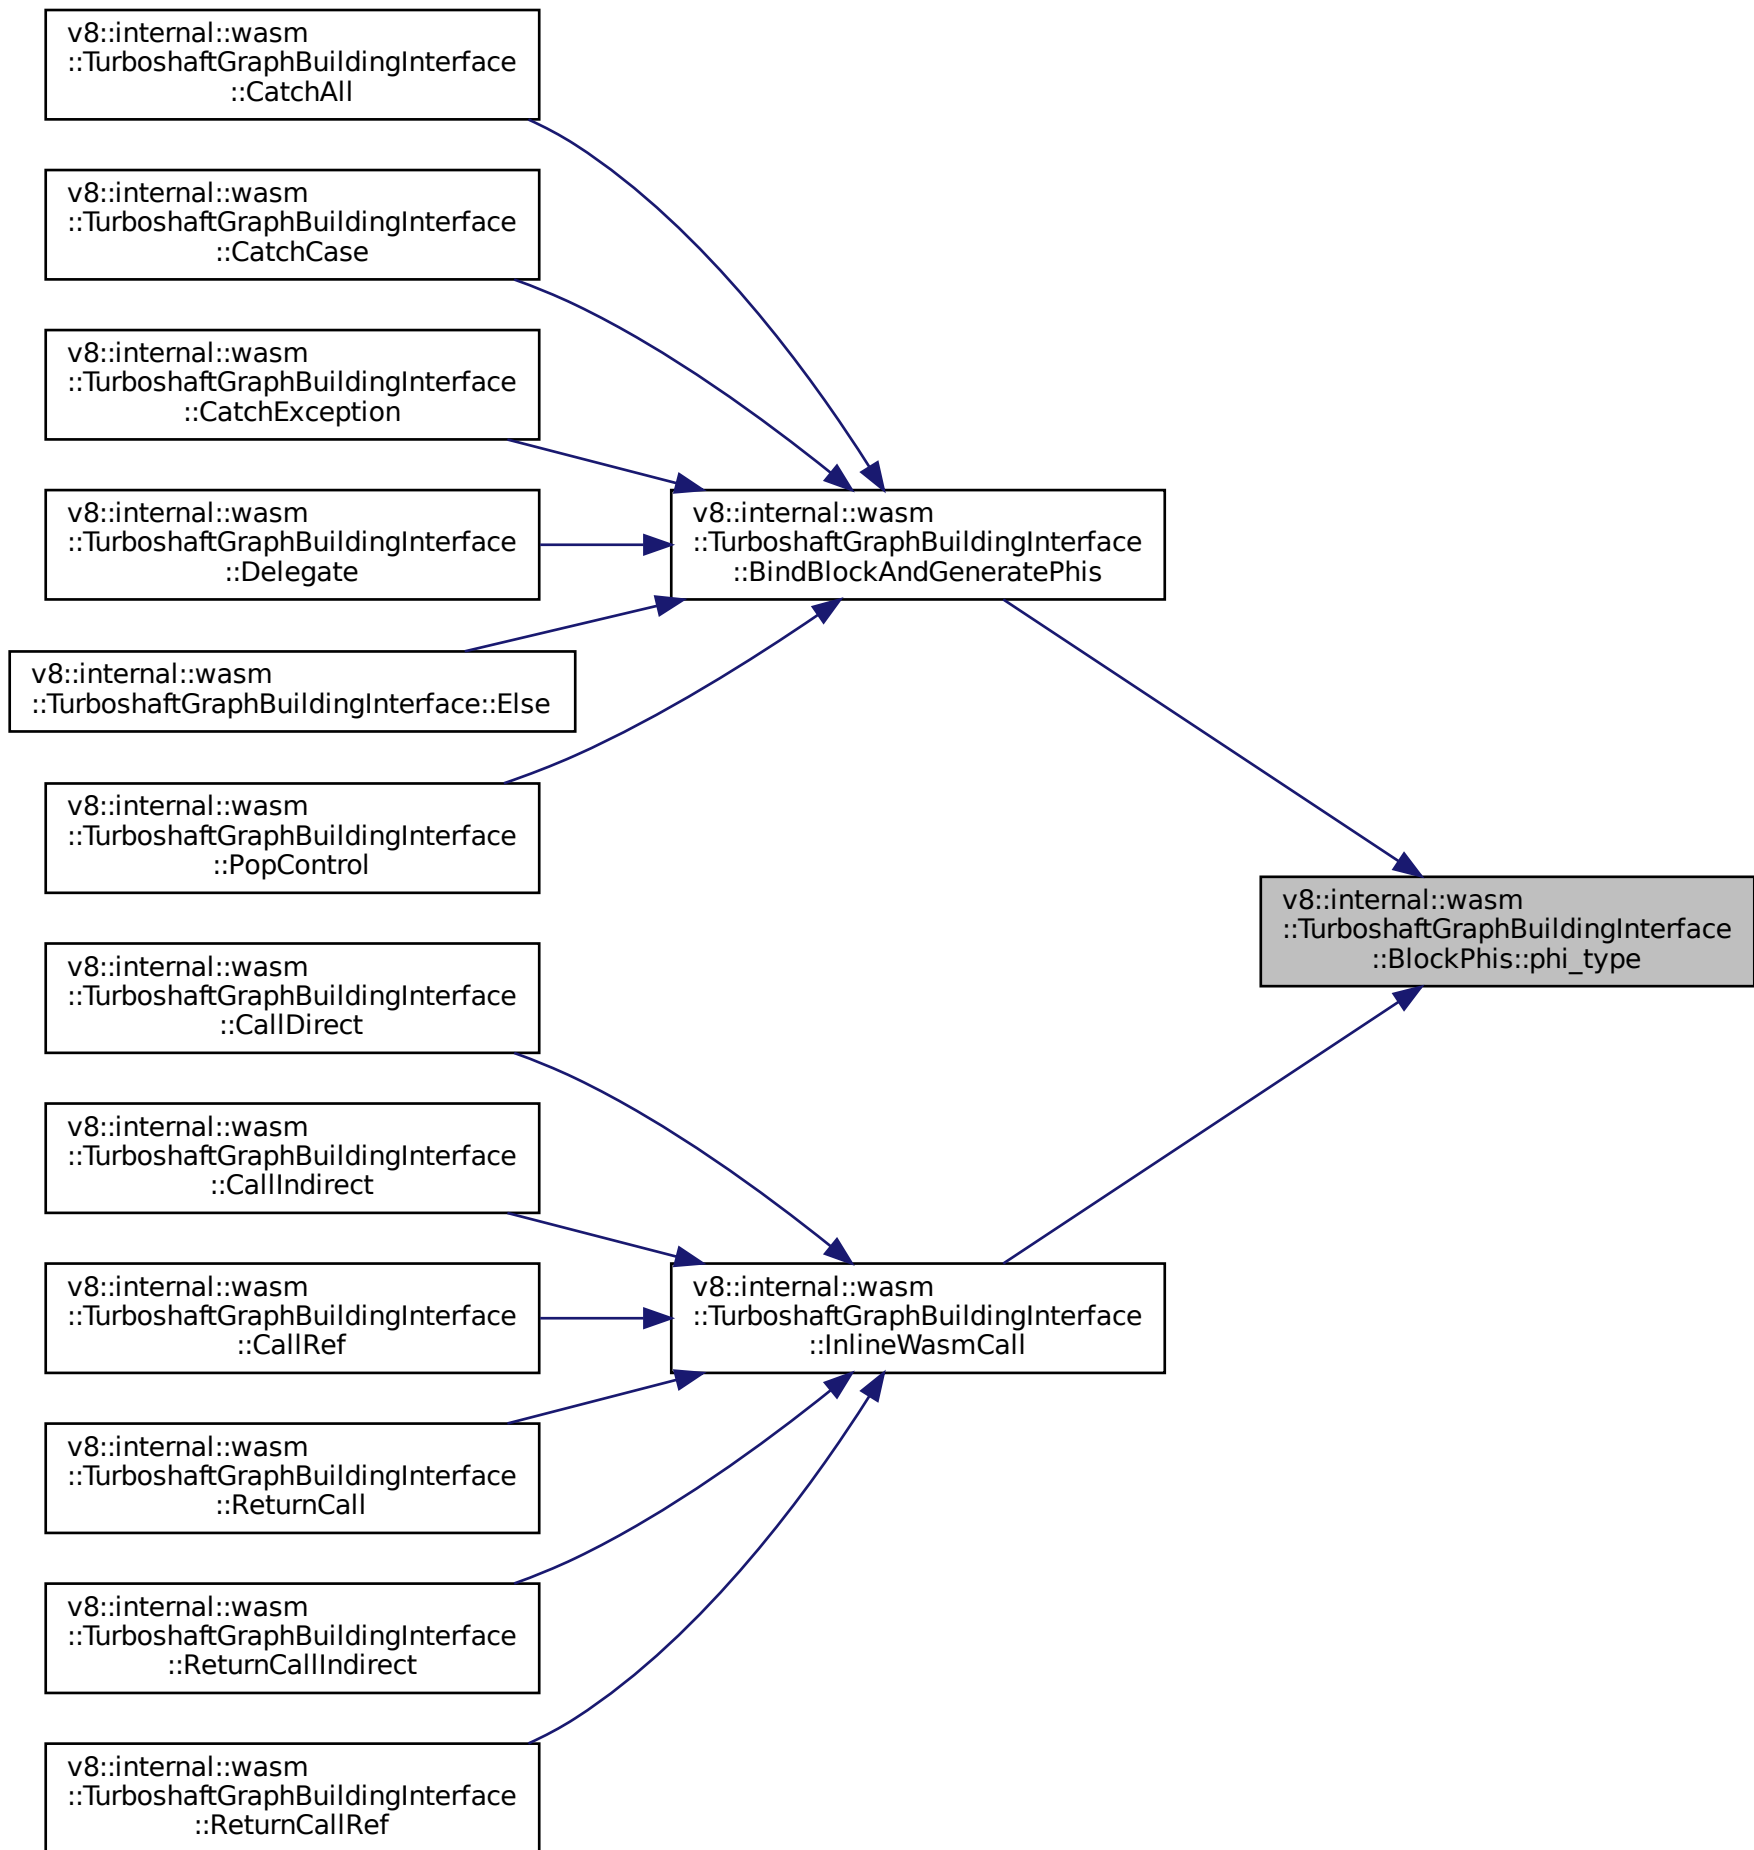 v8::internal::wasm
::TurboshaftGraphBuildingInterface
::CatchAll
v8::internal::wasm
::TurboshaftGraphBuildingInterface
::CatchCase
v8::internal::wasm
::TurboshaftGraphBuildingInterface
::CatchException
v8::internal::wasm
::TurboshaftGraphBuildingInterface
::Delegate
v8::internal::wasm
::TurboshaftGraphBuildingInterface::Else
v8::internal::wasm
::TurboshaftGraphBuildingInterface
::PopControl
v8::internal::wasm
::TurboshaftGraphBuildingInterface
::CallDirect
v8::internal::wasm
::TurboshaftGraphBuildingInterface
::CallIndirect
v8::internal::wasm
::TurboshaftGraphBuildingInterface
::CallRef
v8::internal::wasm
::TurboshaftGraphBuildingInterface
::ReturnCall
v8::internal::wasm
::TurboshaftGraphBuildingInterface
::ReturnCallIndirect
v8::internal::wasm
::TurboshaftGraphBuildingInterface
::ReturnCallRef
v8::internal::wasm
::TurboshaftGraphBuildingInterface
::BindBlockAndGeneratePhis
v8::internal::wasm
::TurboshaftGraphBuildingInterface
::InlineWasmCall
v8::internal::wasm
::TurboshaftGraphBuildingInterface
::BlockPhis::phi_type